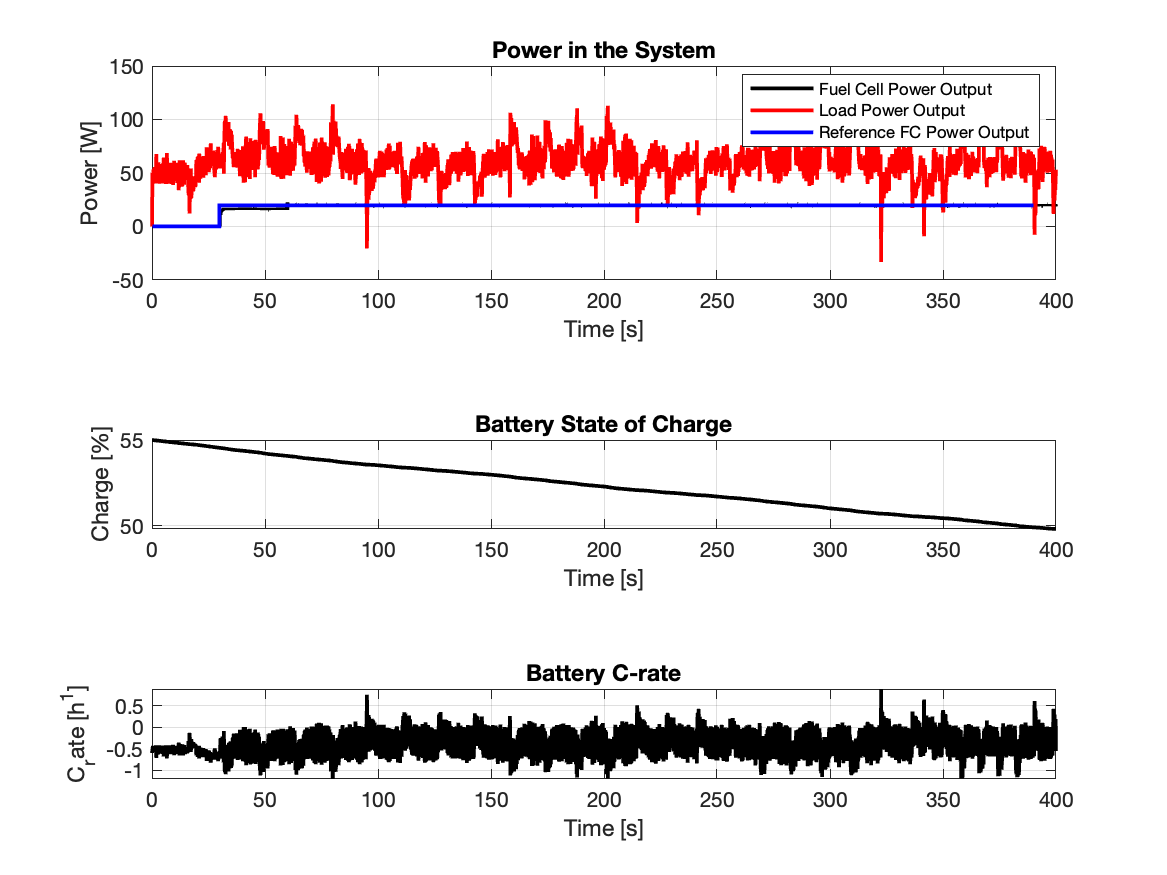 Power in the System
150
100
50
0
-50
Power [W]
Fuel Cell Power Output
Load Power Output
Reference FC Power Output
0 50 100 150 200 250 300 350 400
Time [s]
Battery State of Charge
55
50
Charge [%]
0 50 100 150 200 250 300 350 400
Time [s]
Battery C-rate
0.5
0
-0.5
-1
C_rate [h^1]
0 50 100 150 200 250 300 350 400
Time [s]